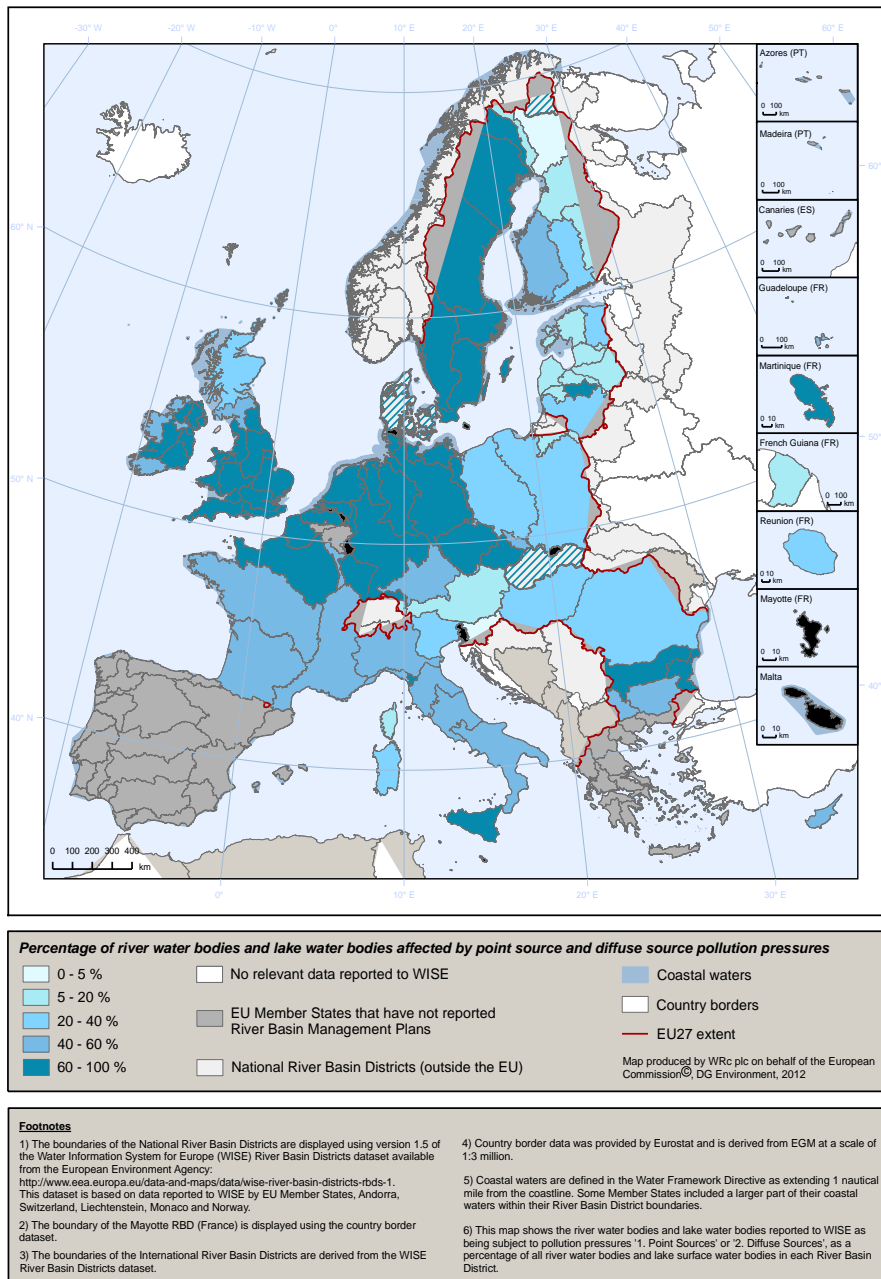 -30° W
-20° W
-10° W
0°
10° E
20° E
30° E
40° E
50° E
60° E
60° N
50° N
40° N
60° N
50° N
40° N
0°
10° E
20° E
30° E
0 100 200 300 400
km
Azores (PT)
0 100
km
Madeira (PT)
0 100
km
Canaries (ES)
0 100
km
Guadeloupe (FR)
0 100
km
Martinique (FR)
0 10
km
French Guiana (FR)
0 100
km
Reunion (FR)
0 10
km
Mayotte (FR)
0 10
km
Malta
0 10
km
Percentage of river water bodies and lake water bodies affected by point source and diffuse source pollution pressures
0 - 5 %
5 - 20 %
20 - 40 %
40 - 60 %
60 - 100 %
No relevant data reported to WISE
EU Member States that have not reported
River Basin Management Plans
National River Basin Districts (outside the EU)
Coastal waters
Country borders
EU27 extent
Map produced by WRc plc on behalf of the European
Commission©, DG Environment, 2012
Footnotes
1) The boundaries of the National River Basin Districts are displayed using version 1.5 of
the Water Information System for Europe (WISE) River Basin Districts dataset available
from the European Environment Agency:
http://www.eea.europa.eu/data-and-maps/data/wise-river-basin-districts-rbds-1.
This dataset is based on data reported to WISE by EU Member States, Andorra,
Switzerland, Liechtenstein, Monaco and Norway.
2) The boundary of the Mayotte RBD (France) is displayed using the country border
dataset.
3) The boundaries of the International River Basin Districts are derived from the WISE
River Basin Districts dataset.
4) Country border data was provided by Eurostat and is derived from EGM at a scale of
1:3 million.
5) Coastal waters are defined in the Water Framework Directive as extending 1 nautical
mile from the coastline. Some Member States included a larger part of their coastal
waters within their River Basin District boundaries.
6) This map shows the river water bodies and lake water bodies reported to WISE as
being subject to pollution pressures '1. Point Sources' or '2. Diffuse Sources', as a
percentage of all river water bodies and lake surface water bodies in each River Basin
District.